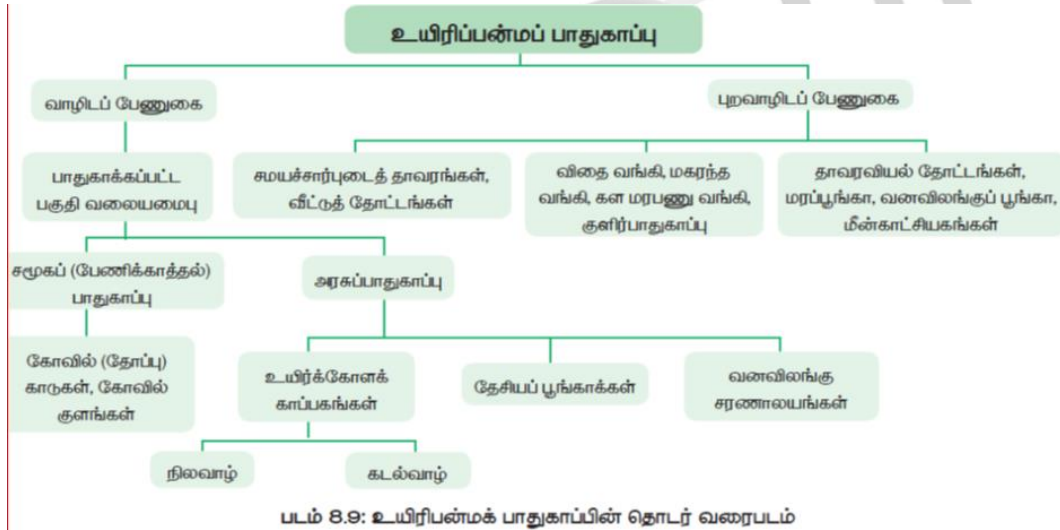 உயிரிப்பன்மப் பாதுகாப்பு
வாழிடப் பேணுகை
புறவாழிடப் பேணுகை
பாதுகாக்கப்பட்ட
பகுதி வலையமைபு
சமயச்சார்புடைத் தாவரங்கள்,
வீட்டுத் தோட்டங்கள்
விதை வங்கி, மகரந்த
வங்கி, கள மரபணு வங்கி,
குளிர்பாதுகாப்பு
தாவரவியல் தோட்டங்கள்,
மரப்பூங்கா, வனவிலங்குப் பூங்கா,
மீன்காட்சியகங்கள்
சமூகப் (பேணிக்காத்தல்)
பாதுகாப்பு
அரசுப்பாதுகாப்பு
கோவில் (தோப்பு)
காடுகள், கோவில்
குளங்கள்
உயிர்க்கோளக்
காப்பகங்கள்
தேசியப் பூங்காக்கள்
வனவிலங்கு
சரணாலயங்கள்
நிலவாழ்
கடல்வாழ்
படம் 8.9: உயிரிபன்மக் பாதுகாப்பின் தொடர் வரைபடம்